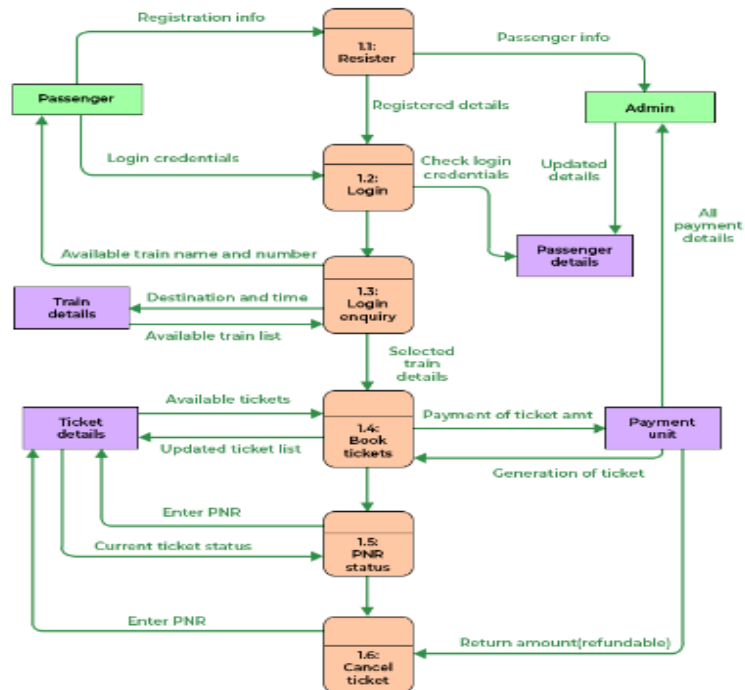 Registration info
1.1:
Resister
Passenger info
Passenger
Admin
Registered details
Login credentials
1.2:
Login
Check login
credentials
Updated
details
All
payment
details
Available train name and number
Passenger
details
Train
details
Destination and time
1.3:
Login
enquiry
Available train list
Selected
train
details
Available tickets
Ticket
details
1.4:
Book
tickets
Payment of ticket amt
Payment
unit
Updated ticket list
Generation of ticket
Enter PNR
1.5:
PNR
status
Current ticket status
Enter PNR
1.6:
Cancel
ticket
Return amount(refundable)